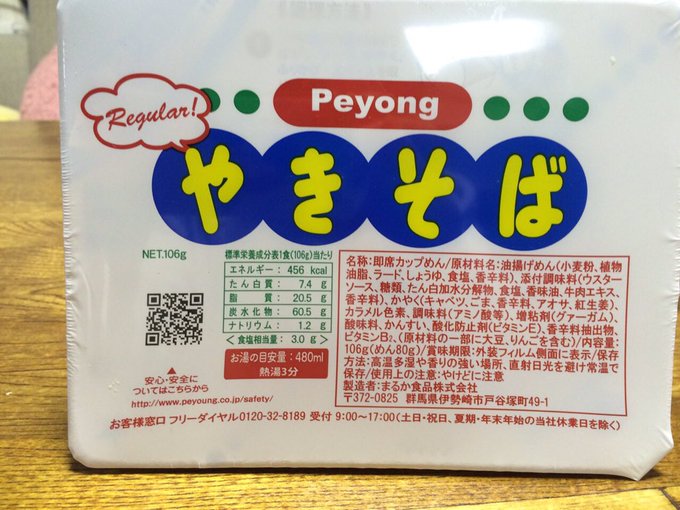 Regular!
Peyong
やきそば
NET.106g
標準栄養成分表1食(106g)当たり
エネルギー: 456 kcal
たん白質: 7.4 g
脂質: 20.5 g
炭水化物: 60.5 g
ナトリウム: 1.2 g
<食塩相当量: 3.0 g>
お湯の目安量:480ml
熱湯3分
安心・安全に
ついてはこちらから
http://www.peyoung.co.jp/safety/
名称:即席カップめん/原材料名:油揚げめん(小麦粉、植物
油脂、ラード、しょうゆ、食塩、香辛料)、添付調味料(ウスター
ソース、糖類、たん白加水分解物、食塩、香味油、牛肉エキス、
香辛料)、かやく(キャベツ、ごま、香辛料、アオサ、紅生姜)、
カラメル色素、調味料(アミノ酸等)、増粘剤(グァーガム)、
酸味料、かんすい、酸化防止剤(ビタミンE)、香辛料抽出物、
ビタミンB₂、(原材料の一部に大豆、りんごを含む)/内容量:
106g(めん80g)/賞味期限:外装フィルム側面に表示/保存
方法:高温多湿や香りの強い場所、直射日光を避け常温で
保存/使用上の注意:やけどに注意
製造者:まるか食品株式会社
〒372-0825 群馬県伊勢崎市戸谷塚町49-1
お客様窓口 フリーダイヤル0120-32-8189 受付 9:00〜17:00(土・日・祝日、夏期・年末年始の当社休業日を除く)